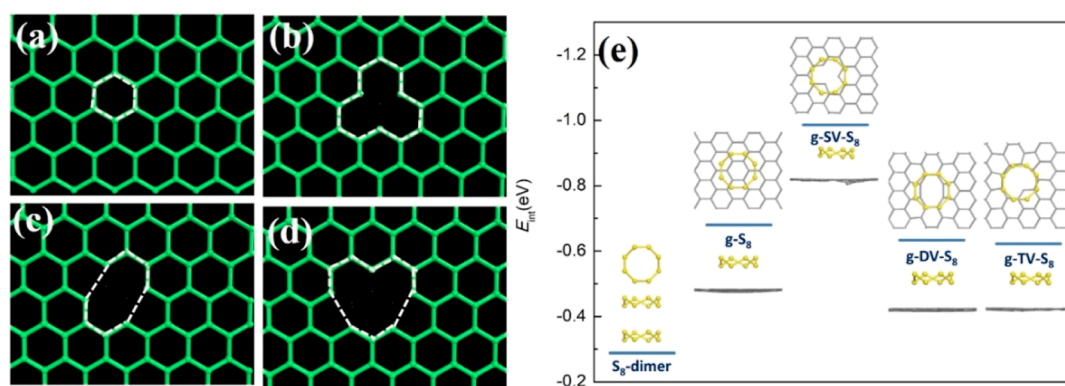 (a)
(b)
(c)
(d)
(e)
E_int(eV)
-1.2
-1.0
-0.8
-0.6
-0.4
-0.2
S₈-dimer
g-S₈
g-SV-S₈
g-DV-S₈
g-TV-S₈